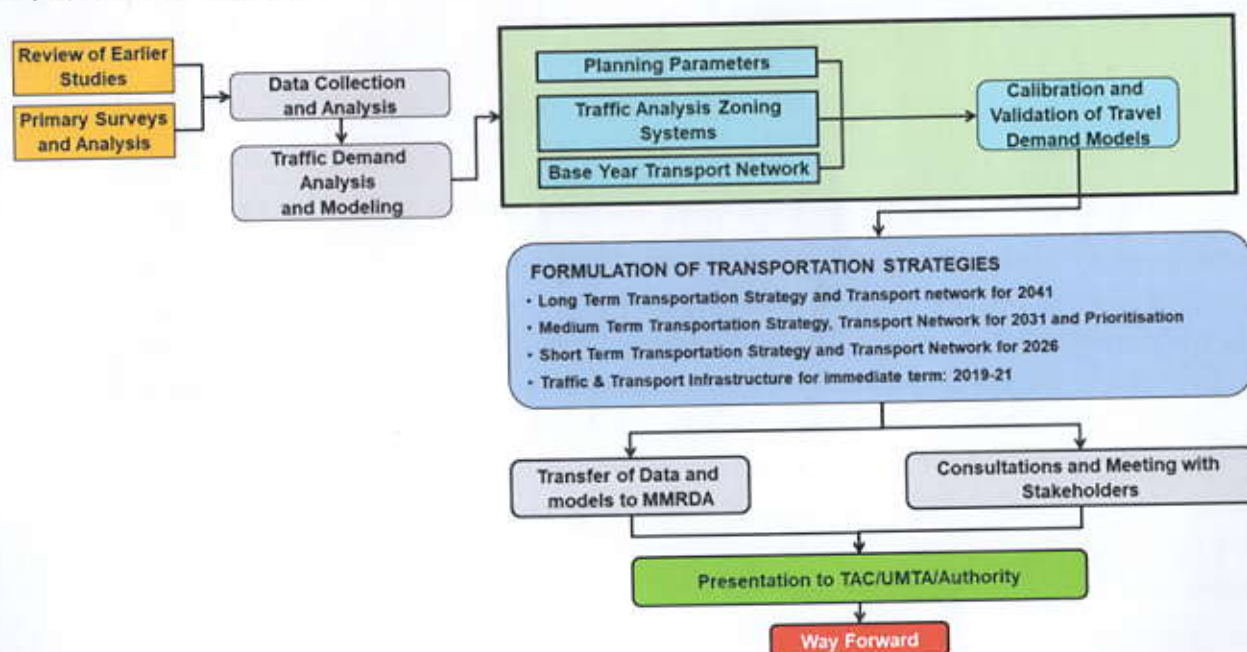 Review of Earlier
Studies
Primary Surveys
and Analysis
Data Collection
and Analysis
Traffic Demand
Analysis
and Modeling
Planning Parameters
Traffic Analysis Zoning
Systems
Base Year Transport Network
Calibration and
Validation of Travel
Demand Models
FORMULATION OF TRANSPORTATION STRATEGIES
• Long Term Transportation Strategy and Transport network for 2041
• Medium Term Transportation Strategy, Transport Network for 2031 and Prioritisation
• Short Term Transportation Strategy and Transport Network for 2026
• Traffic & Transport Infrastructure for immediate term: 2019-21
Transfer of Data and
models to MMRDA
Consultations and Meeting with
Stakeholders
Presentation to TAC/UMTA/Authority
Way Forward